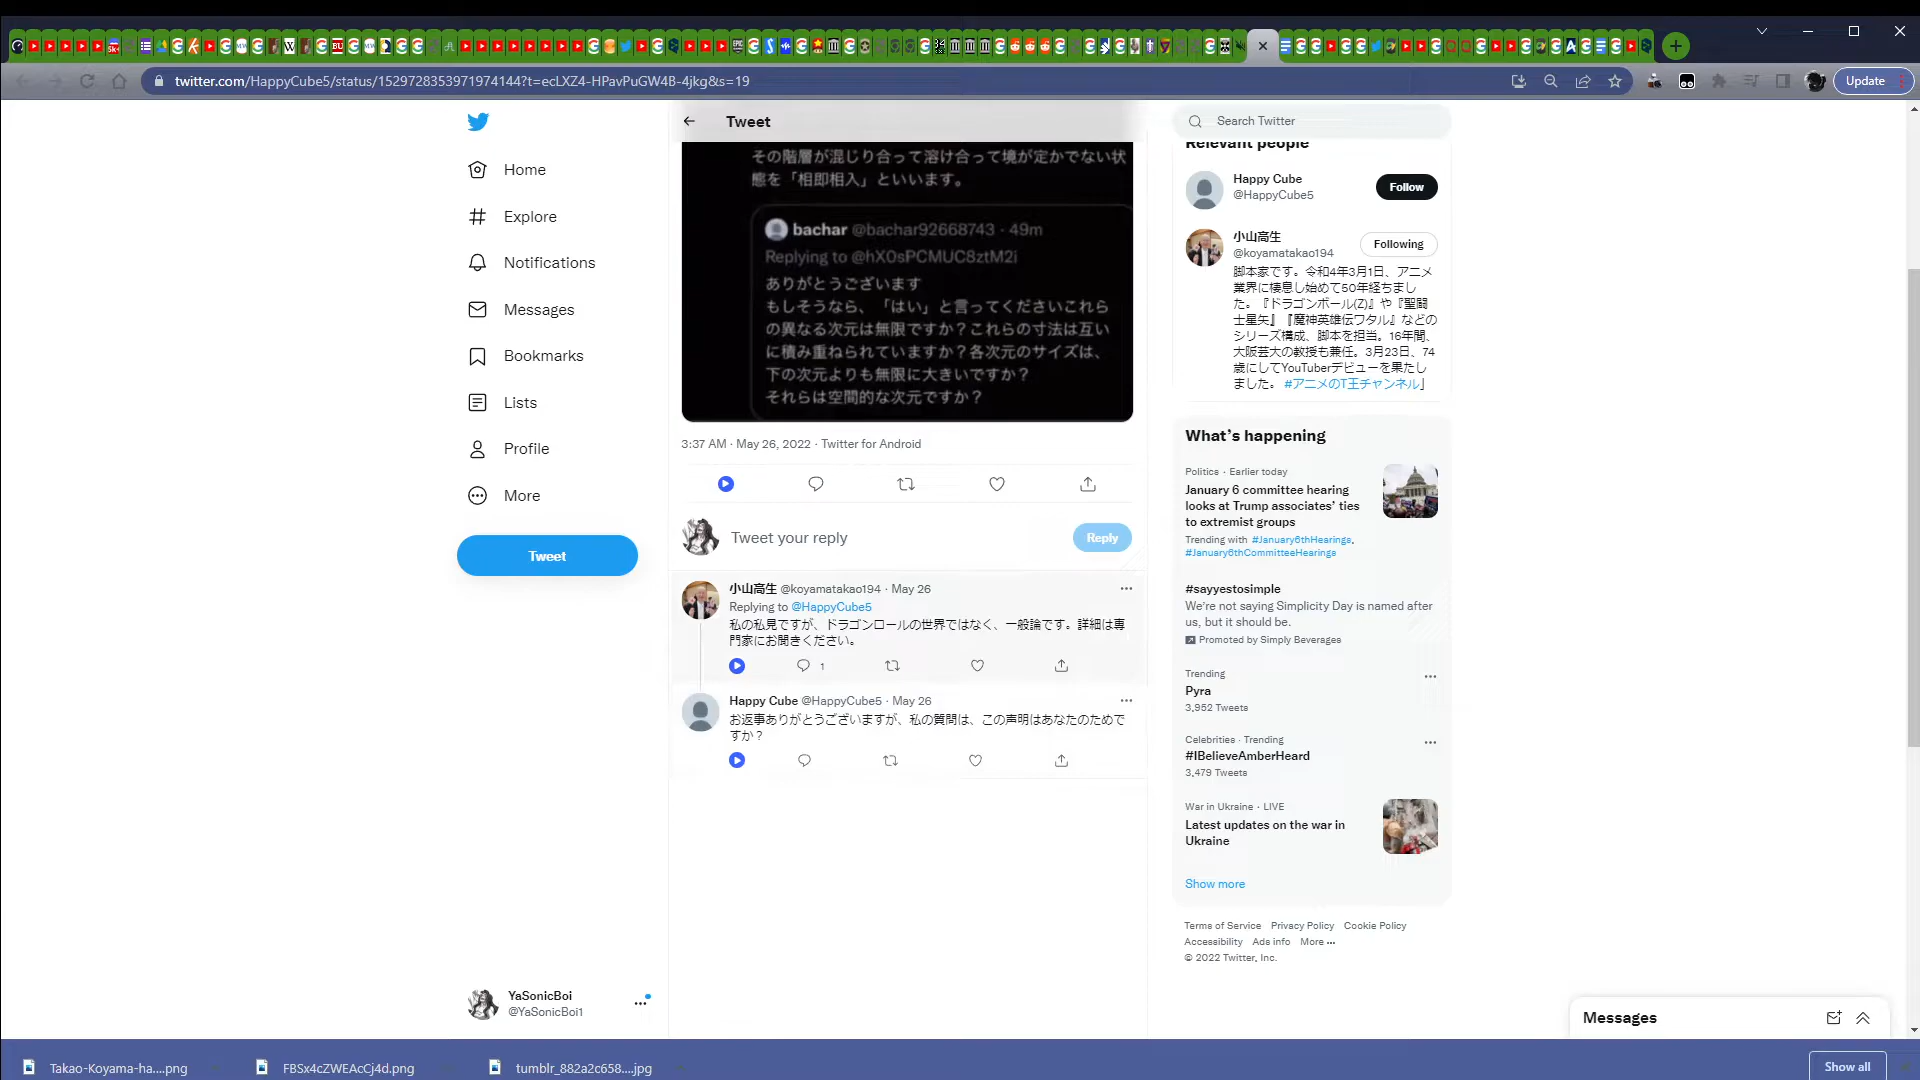 twitter.com/HappyCube5/status/1529728353971974144?t=ecLXZ4-HPavPuGW4B-4jkg&s=19
Update
Home
Explore
Notifications
Messages
Bookmarks
Lists
Profile
More
Tweet
YaSonicBoi
@YaSonicBoi1
Tweet
その階層が混じり合って溶け合って境が定かでない状
態を「相即相入」といいます。
bachar @bachar92668743 · 49m
Replying to @hX0sPCMUC8ztM2i
ありがとうございます
もしそうなら、「はい」と言ってくださいこれら
の異なる次元は無限ですか？これらの寸法は互い
に積み重ねられていますか？各次元のサイズは、
下の次元よりも無限に大きいですか？
それらは空間的な次元ですか？
3:37 AM · May 26, 2022 · Twitter for Android
Tweet your reply
Reply
小山高生 @koyamatakao194 · May 26
Replying to @HappyCube5
私の私見ですが、ドラゴンロールの世界ではなく、一般論です。詳細は専
門家にお聞きください。
1
Happy Cube @HappyCube5 · May 26
お返事ありがとうございますが、私の質問は、この声明はあなたのためで
すか？
Search Twitter
Relevant people
Happy Cube
@HappyCube5
Follow
小山高生
@koyamatakao194
Following
脚本家です。令和4年3月1日、アニメ
業界に棲息し始めて50年経ちまし
た。『ドラゴンボール(Z)』や『聖闘
士星矢』『魔神英雄伝ワタル』などの
シリーズ構成、脚本を担当。16年間、
大阪芸大の教授も兼任。3月23日、74
歳にしてYouTuberデビューを果たし
ました。 #アニメのT王チャンネル」
What's happening
Politics · Earlier today
January 6 committee hearing
looks at Trump associates' ties
to extremist groups
Trending with #January6thHearings,
#January6thCommitteeHearings
#sayyestosimple
We're not saying Simplicity Day is named after
us, but it should be.
Promoted by Simply Beverages
Trending
Pyra
3,952 Tweets
Celebrities · Trending
#IBelieveAmberHeard
3,479 Tweets
War in Ukraine · LIVE
Latest updates on the war in
Ukraine
Show more
Terms of Service Privacy Policy Cookie Policy
Accessibility Ads info More ···
© 2022 Twitter, Inc.
Messages
Takao-Koyama-ha....png
FBSx4cZWEAcCj4d.png
tumblr_882a2c658....jpg
Show all